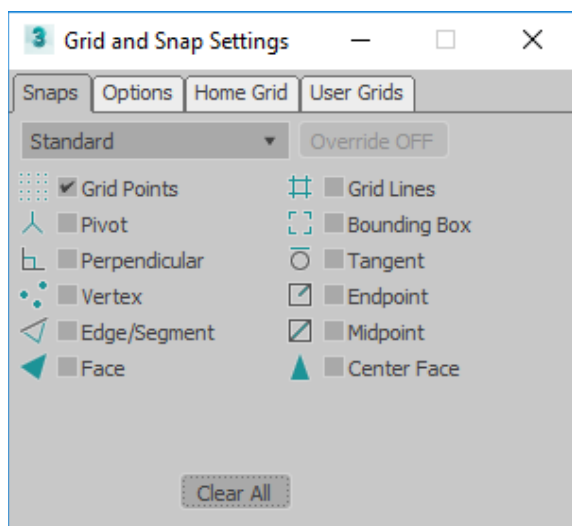 3 Grid and Snap Settings
Snaps Options Home Grid User Grids
Standard Override OFF
Grid Points Grid Lines
Pivot Bounding Box
Perpendicular Tangent
Vertex Endpoint
Edge/Segment Midpoint
Face Center Face
Clear All